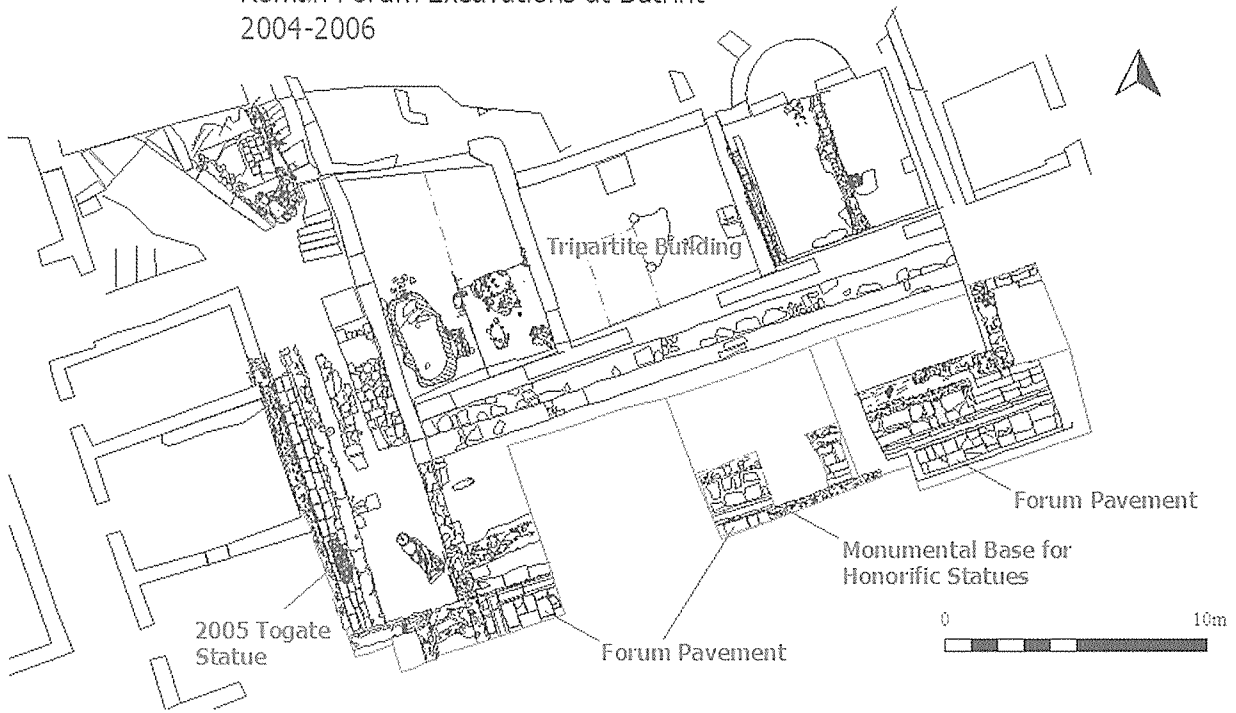 Roman Forum Excavations at Butrint
2004-2006
Tripartite Building
Forum Pavement
Monumental Base for
Honorific Statues
0 10m
2005 Togate
Statue
Forum Pavement